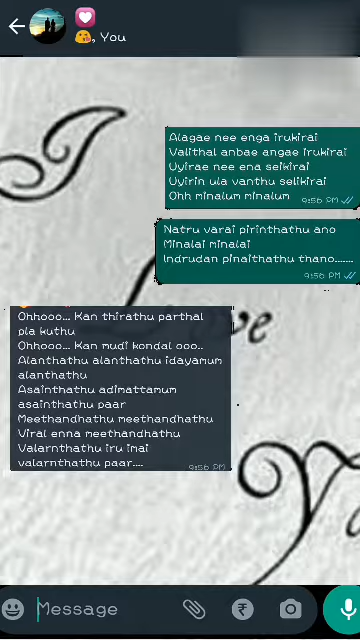 😘, You
I
Alagae nee enga irukirai
Valithal anbae angae irukirai
Uyirae nee ena seikirai
Uyirin ula vanthu selikirai
Ohh minalum minalum
9:56 PM
Natru varai pirinthathu ano
Minalai minalai
Indrudan pinaithathu thano.......
9:56 PM
Love
Ohhooo... Kan thirathu parthal
pla kuthu
Ohhooo.. Kan mudi kondal ooo..
Alanthathu alanthathu idayamum
alanthathu
Asainthathu adimattamum
asainthathu paar
Meethandhathu meethandhathu
Viral enna meethandhathu
Valarnthathu iru inai
valarnthathu paar....
9:56 PM
Message